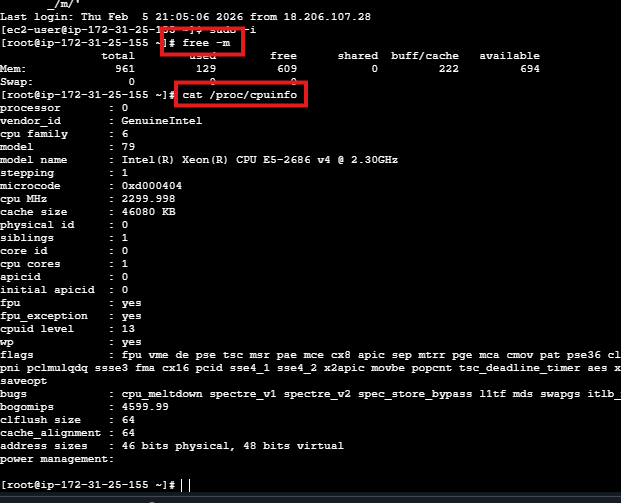 _/m/'
Last login: Thu Feb  5 21:05:06 2026 from 18.206.107.28
[ec2-user@ip-172-31-25-155 ~]$ sudo -i
[root@ip-172-31-25-155 ~]# free -m
total used free shared buff/cache available
Mem: 961 129 609 0 222 694
Swap: 0 0 0
[root@ip-172-31-25-155 ~]# cat /proc/cpuinfo
processor : 0
vendor_id : GenuineIntel
cpu family : 6
model : 79
model name : Intel(R) Xeon(R) CPU E5-2686 v4 @ 2.30GHz
stepping : 1
microcode : 0xd000404
cpu MHz : 2299.998
cache size : 46080 KB
physical id : 0
siblings : 1
core id : 0
cpu cores : 1
apicid : 0
initial apicid : 0
fpu : yes
fpu_exception : yes
cpuid level : 13
wp : yes
flags : fpu vme de pse tsc msr pae mce cx8 apic sep mtrr pge mca cmov pat pse36 cl
pni pclmulqdq ssse3 fma cx16 pcid sse4_1 sse4_2 x2apic movbe popcnt tsc_deadline_timer aes x
saveopt
bugs : cpu_meltdown spectre_v1 spectre_v2 spec_store_bypass l1tf mds swapgs itlb_
bogomips : 4599.99
clflush size : 64
cache_alignment : 64
address sizes : 46 bits physical, 48 bits virtual
power management:
[root@ip-172-31-25-155 ~]#